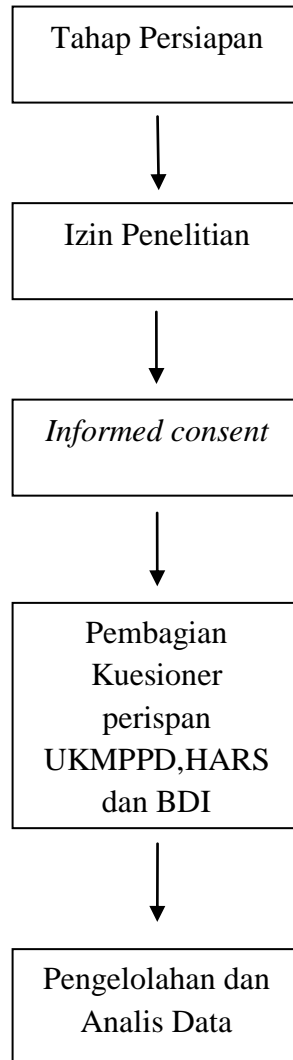 Tahap Persiapan
Izin Penelitian
Informed consent
Pembagian
Kuesioner
perispan
UKMPPD,HARS
dan BDI
Pengelolahan dan
Analis Data